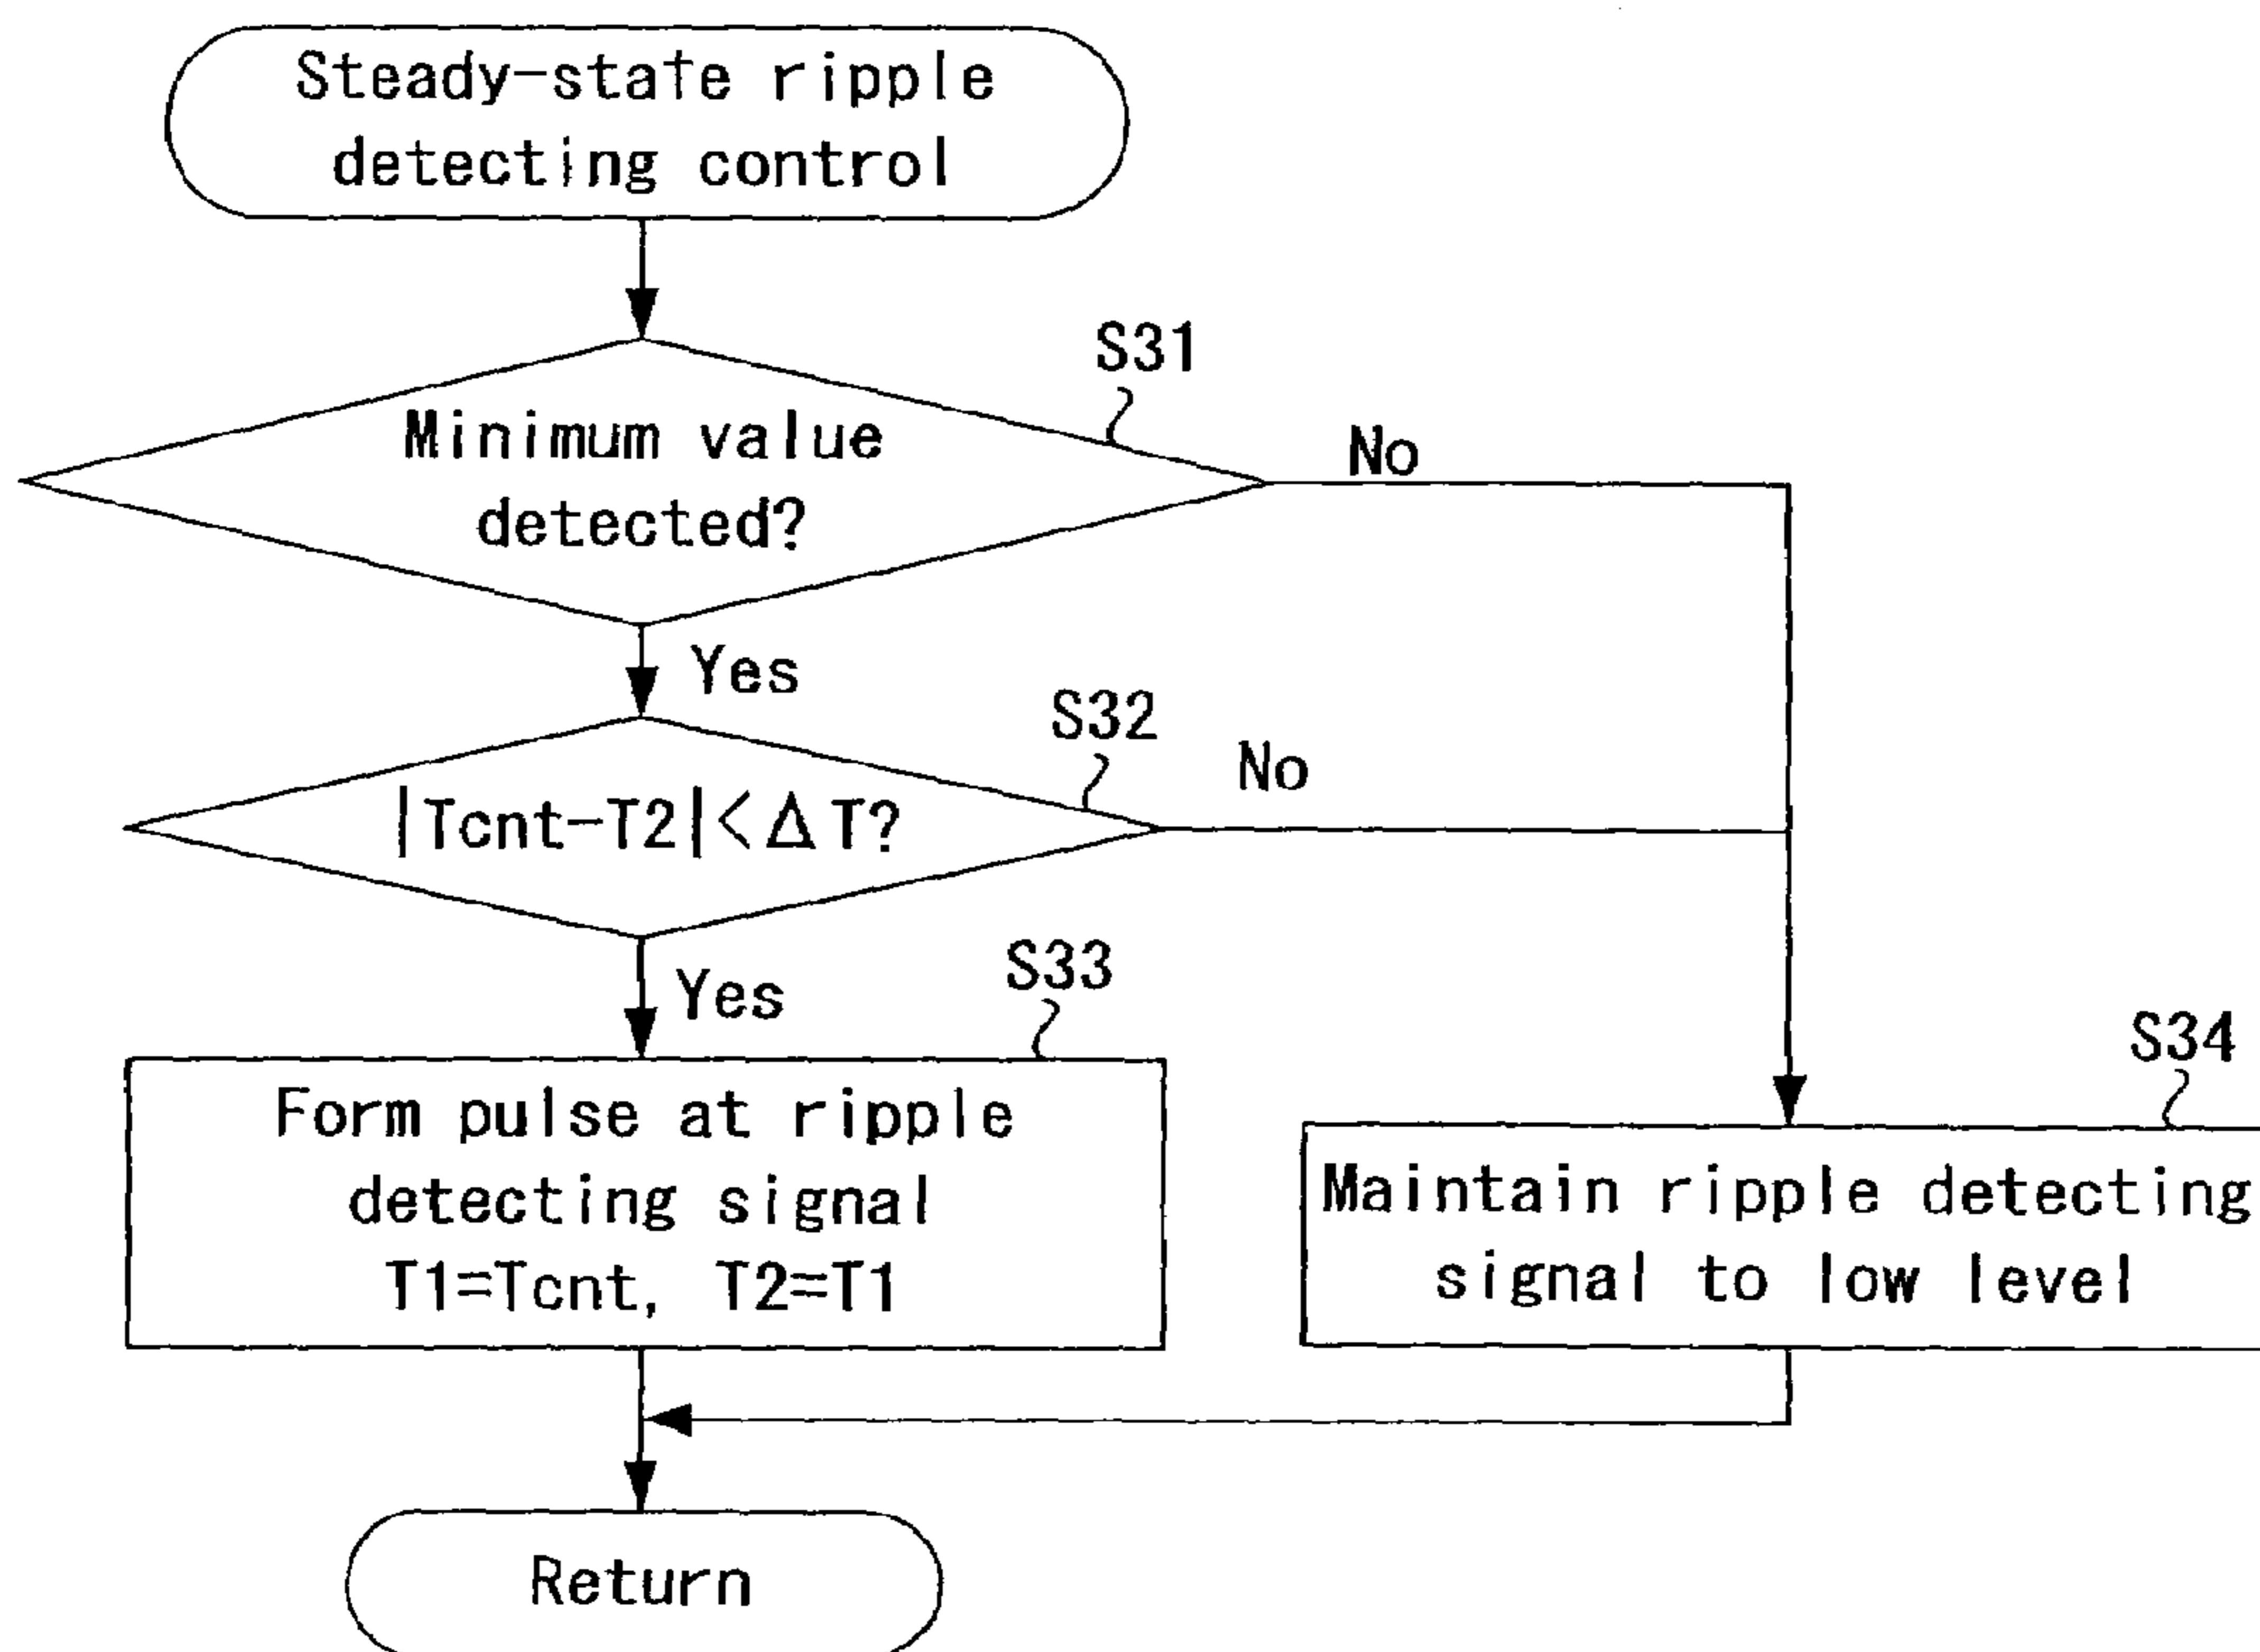 Steady-state ripple
detecting control
S31
Minimum value
detected?
No
Yes
S32
|Tcnt-T2|<ΔT?
No
Yes
S33
Form pulse at ripple
detecting signal
T1=Tcnt, T2=T1
S34
Maintain ripple detecting
signal to low level
Return